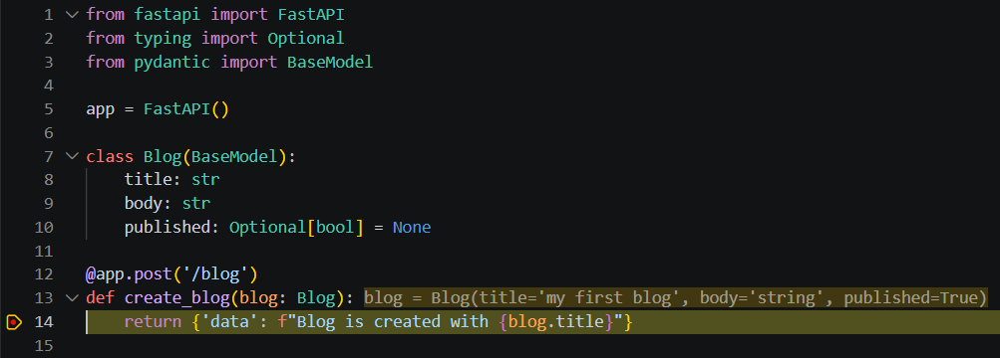 1 from fastapi import FastAPI
2 from typing import Optional
3 from pydantic import BaseModel
4
5 app = FastAPI()
6
7 class Blog(BaseModel):
8     title: str
9     body: str
10     published: Optional[bool] = None
11
12 @app.post('/blog')
13 def create_blog(blog: Blog): blog = Blog(title='my first blog', body='string', published=True)
14     return {'data': f"Blog is created with {blog.title}"}
15